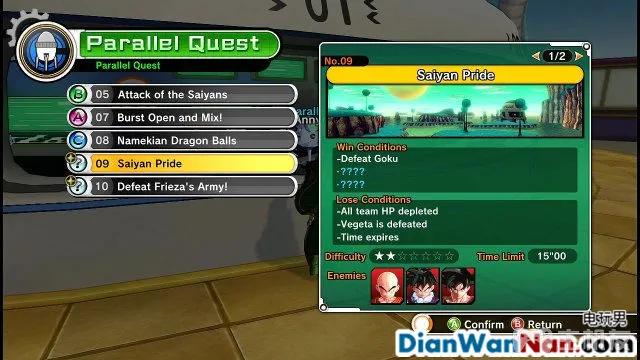 Parallel Quest
Parallel Quest
B 05 Attack of the Saiyans
A 07 Burst Open and Mix!
C 08 Namekian Dragon Balls
? 09 Saiyan Pride
? 10 Defeat Frieza's Army!
No.09
1/2
Saiyan Pride
Win Conditions
-Defeat Goku
-????
-????
Lose Conditions
-All team HP depleted
-Vegeta is defeated
-Time expires
Difficulty ★★☆☆☆☆☆
Time Limit 15"00
Enemies
A Confirm B Return
电玩男
DianWanNan.com